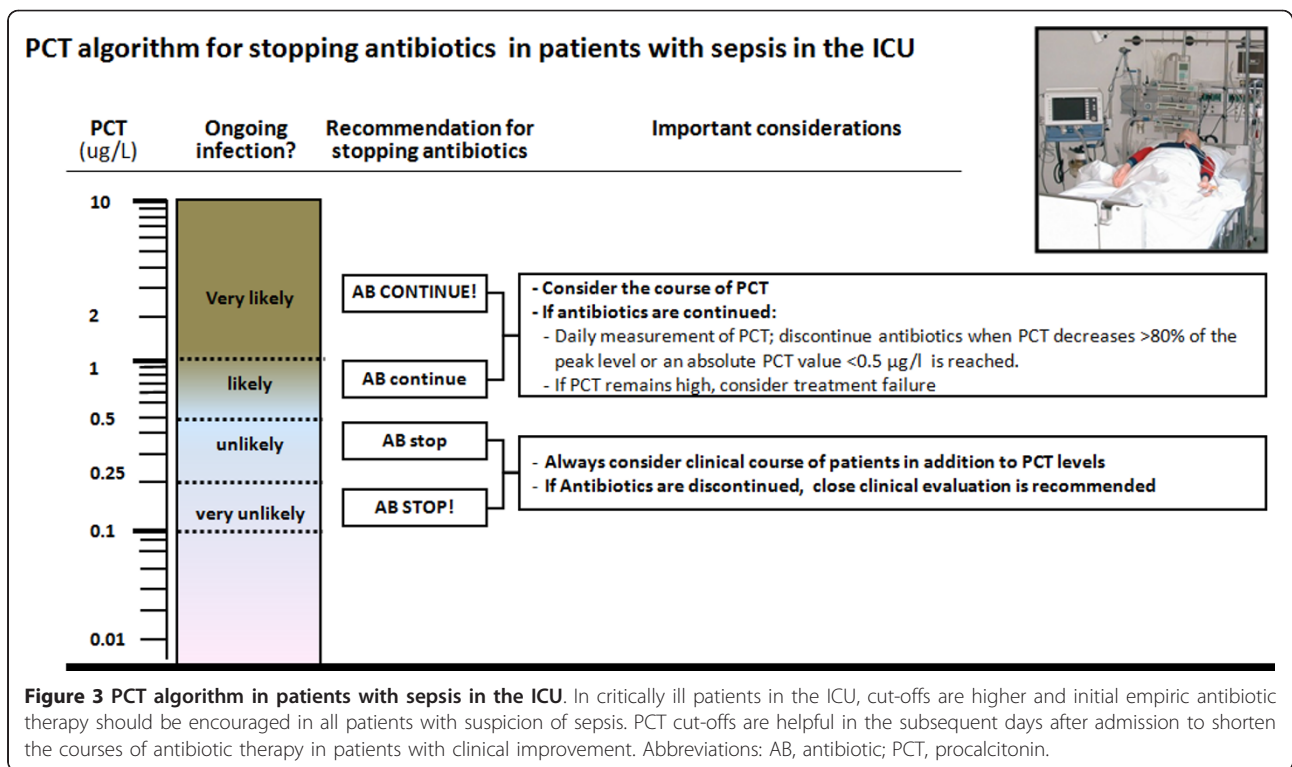 PCT algorithm for stopping antibiotics in patients with sepsis in the ICU
PCT
(ug/L)
Ongoing
infection?
Recommendation for
stopping antibiotics
Important considerations
10
2
1
0.5
0.25
0.1
0.01
Very likely
likely
unlikely
very unlikely
AB CONTINUE!
AB continue
AB stop
AB STOP!
- Consider the course of PCT
- If antibiotics are continued:
- Daily measurement of PCT; discontinue antibiotics when PCT decreases >80% of the
peak level or an absolute PCT value <0.5 µg/l is reached.
- If PCT remains high, consider treatment failure
- Always consider clinical course of patients in addition to PCT levels
- If Antibiotics are discontinued, close clinical evaluation is recommended
Figure 3 PCT algorithm in patients with sepsis in the ICU. In critically ill patients in the ICU, cut-offs are higher and initial empiric antibiotic
therapy should be encouraged in all patients with suspicion of sepsis. PCT cut-offs are helpful in the subsequent days after admission to shorten
the courses of antibiotic therapy in patients with clinical improvement. Abbreviations: AB, antibiotic; PCT, procalcitonin.